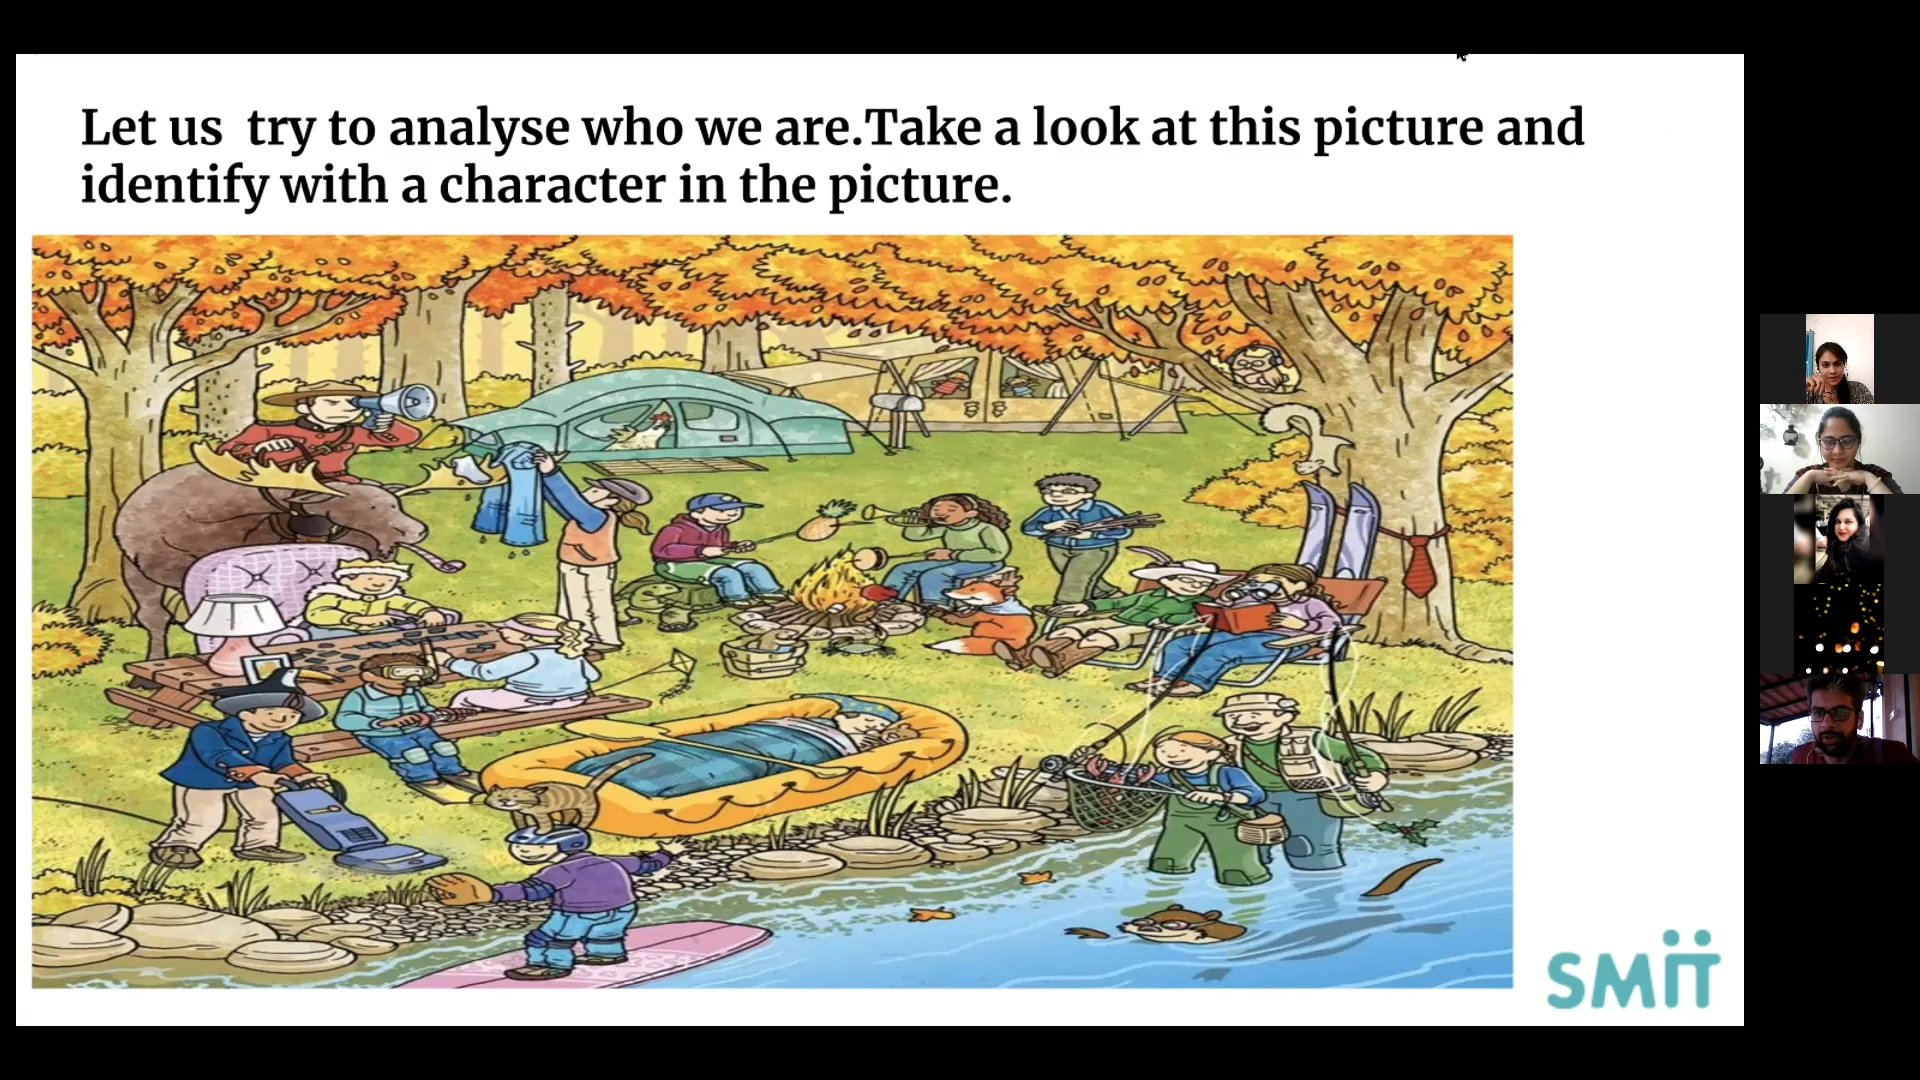 Let us  try to analyse who we are.Take a look at this picture and
identify with a character in the picture.
SMIT